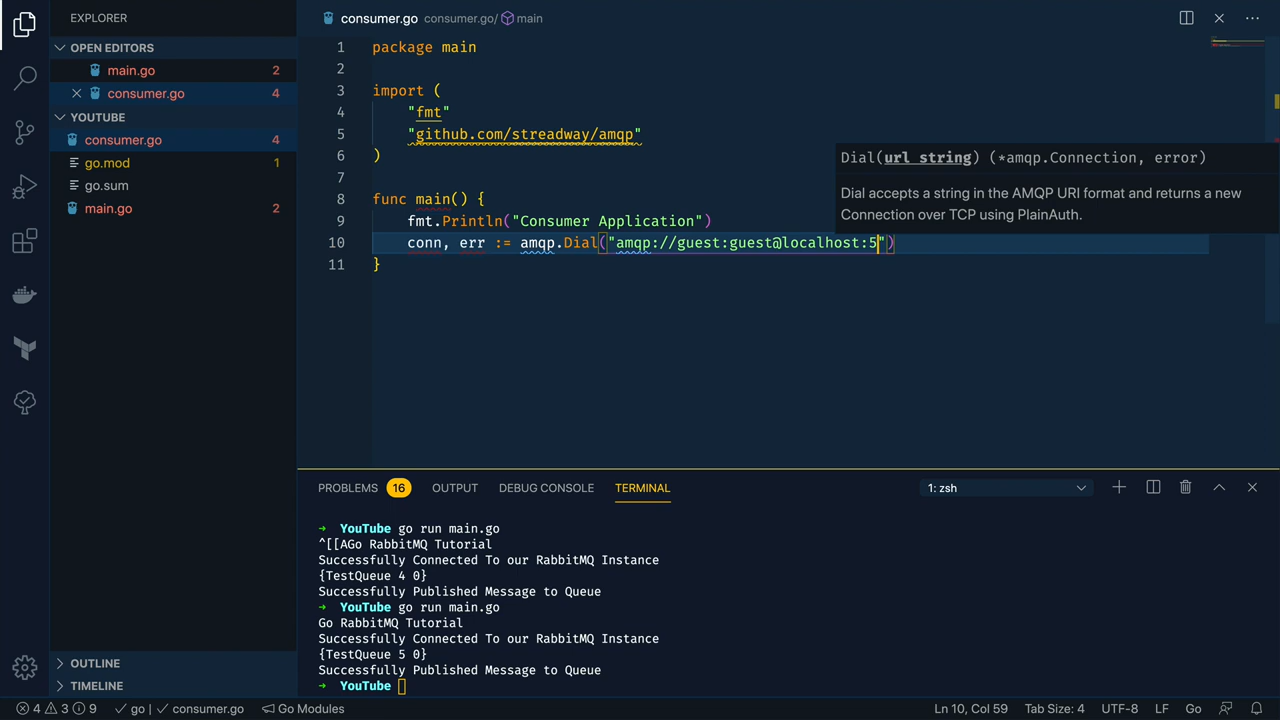 EXPLORER
OPEN EDITORS
main.go 2
consumer.go 4
YOUTUBE
consumer.go 4
go.mod 1
go.sum
main.go 2
OUTLINE
TIMELINE
consumer.go consumer.go/ main
1 package main
2
3 import (
4 "fmt"
5 "github.com/streadway/amqp"
6 )
7
8 func main() {
9 fmt.Println("Consumer Application")
10 conn, err := amqp.Dial("amqp://guest:guest@localhost:5")
11 }
Dial(url string) (*amqp.Connection, error)
Dial accepts a string in the AMQP URI format and returns a new
Connection over TCP using PlainAuth.
PROBLEMS 16 OUTPUT DEBUG CONSOLE TERMINAL 1: zsh
→ YouTube go run main.go
^[[AGo RabbitMQ Tutorial
Successfully Connected To our RabbitMQ Instance
{TestQueue 4 0}
Successfully Published Message to Queue
→ YouTube go run main.go
Go RabbitMQ Tutorial
Successfully Connected To our RabbitMQ Instance
{TestQueue 5 0}
Successfully Published Message to Queue
→ YouTube
4 3 9 go consumer.go Go Modules Ln 10, Col 59 Tab Size: 4 UTF-8 LF Go